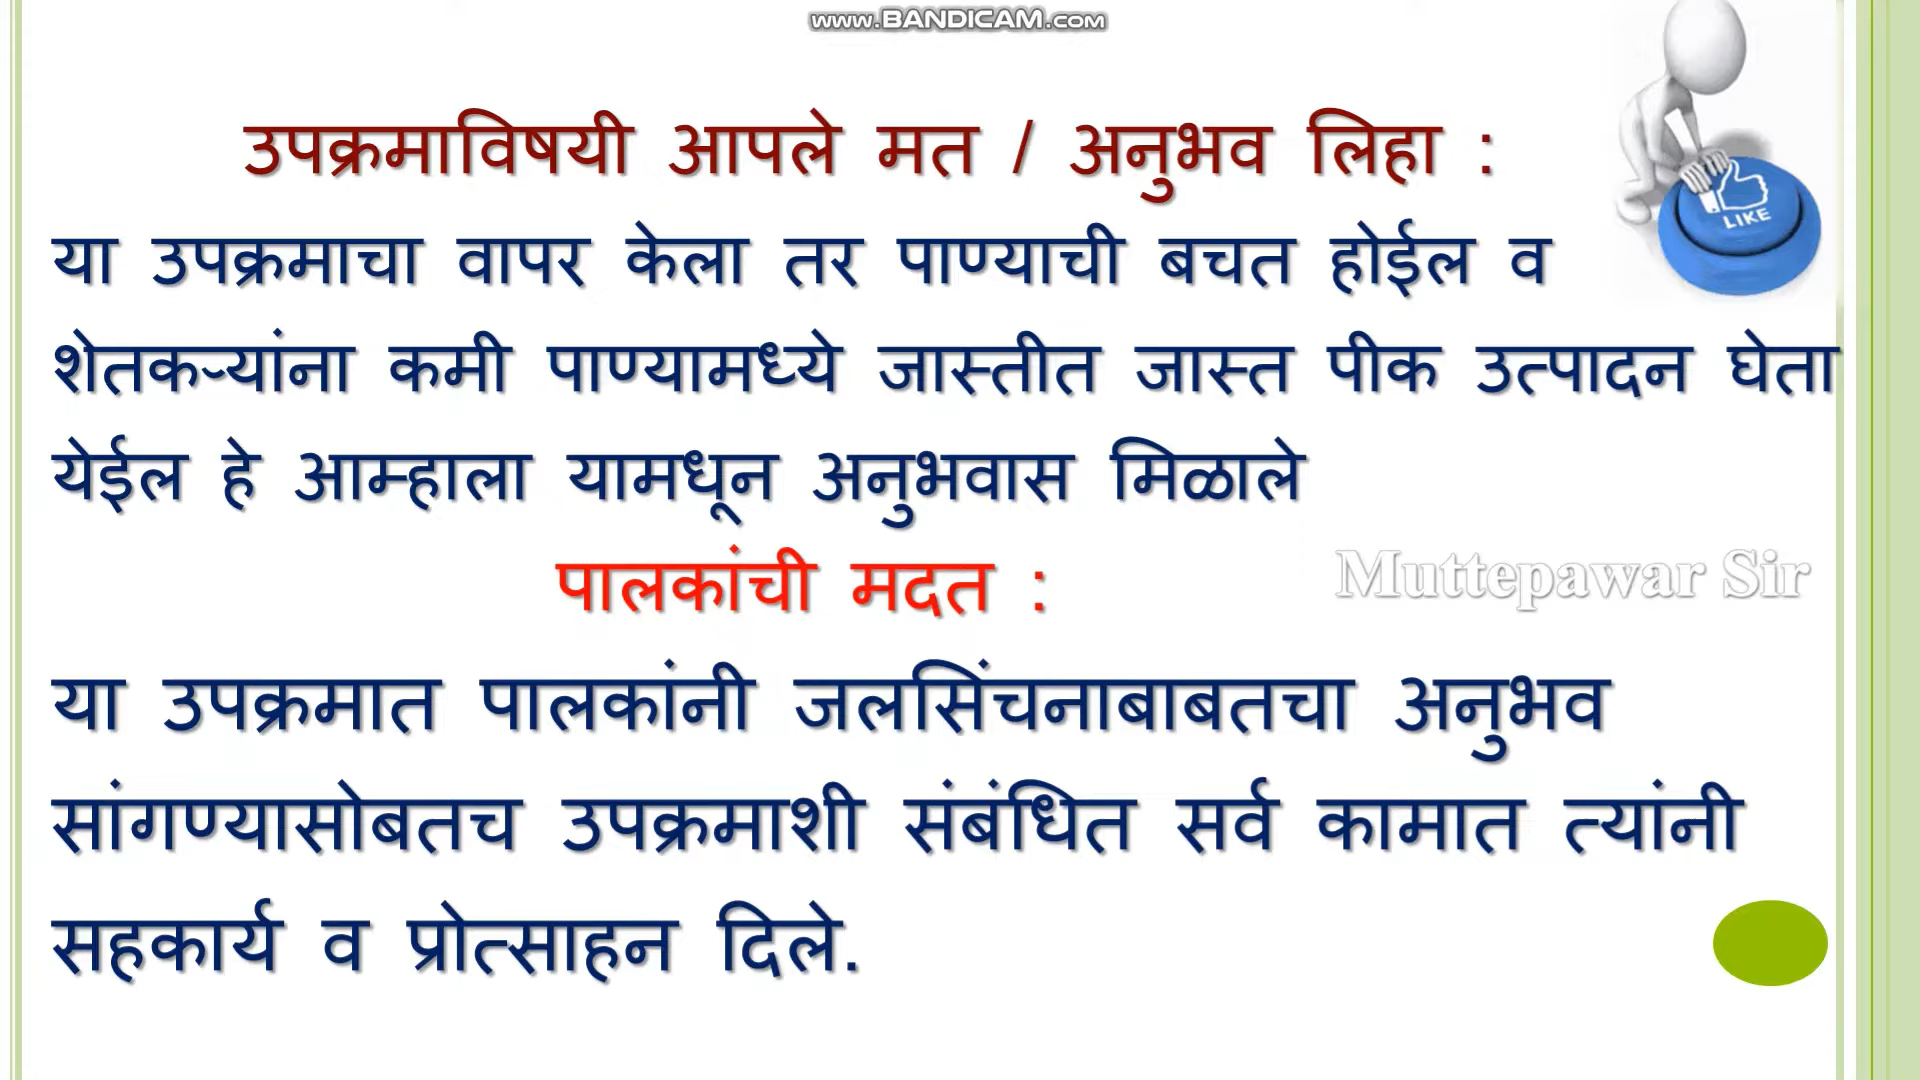 www.BANDICAM.com
उपक्रमाविषयी आपले मत / अनुभव लिहा :
LIKE
या उपक्रमाचा वापर केला तर पाण्याची बचत होईल व
शेतकऱ्यांना कमी पाण्यामध्ये जास्तीत जास्त पीक उत्पादन घेता
येईल हे आम्हाला यामधून अनुभवास मिळाले
पालकांची मदत :
Muttepawar Sir
या उपक्रमात पालकांनी जलसिंचनाबाबतचा अनुभव
सांगण्यासोबतच उपक्रमाशी संबंधित सर्व कामात त्यांनी
सहकार्य व प्रोत्साहन दिले.